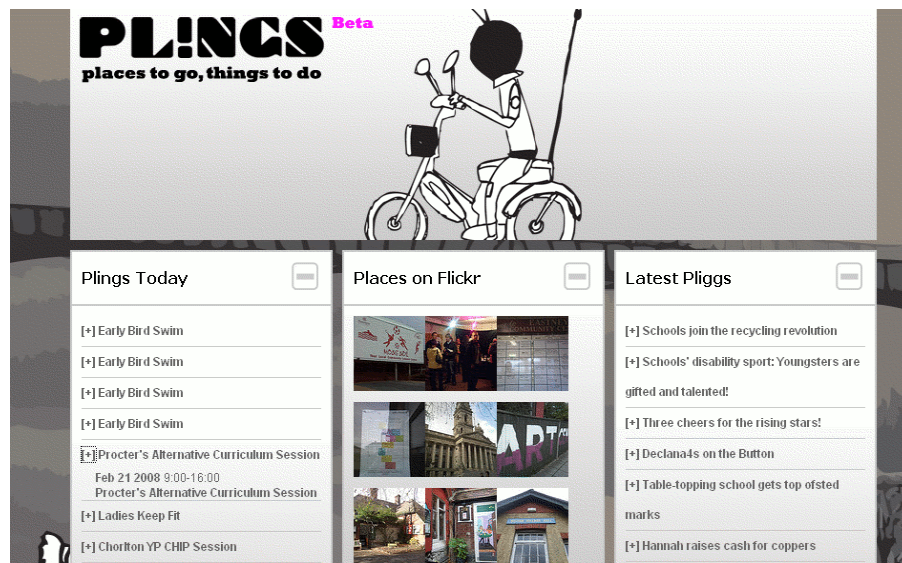 PL!NGS Beta
places to go, things to do
Plings Today
[+] Early Bird Swim
[+] Early Bird Swim
[+] Early Bird Swim
[+] Early Bird Swim
[+] Procter's Alternative Curriculum Session
Feb 21 2008 9:00-16:00
Procter's Alternative Curriculum Session
[+] Ladies Keep Fit
[+] Chorlton YP CHIP Session
Places on Flickr
ART
Latest Pliggs
[+] Schools join the recycling revolution
[+] Schools' disability sport: Youngsters are
gifted and talented!
[+] Three cheers for the rising stars!
[+] Declana4s on the Button
[+] Table-topping school gets top ofsted
marks
[+] Hannah raises cash for coppers